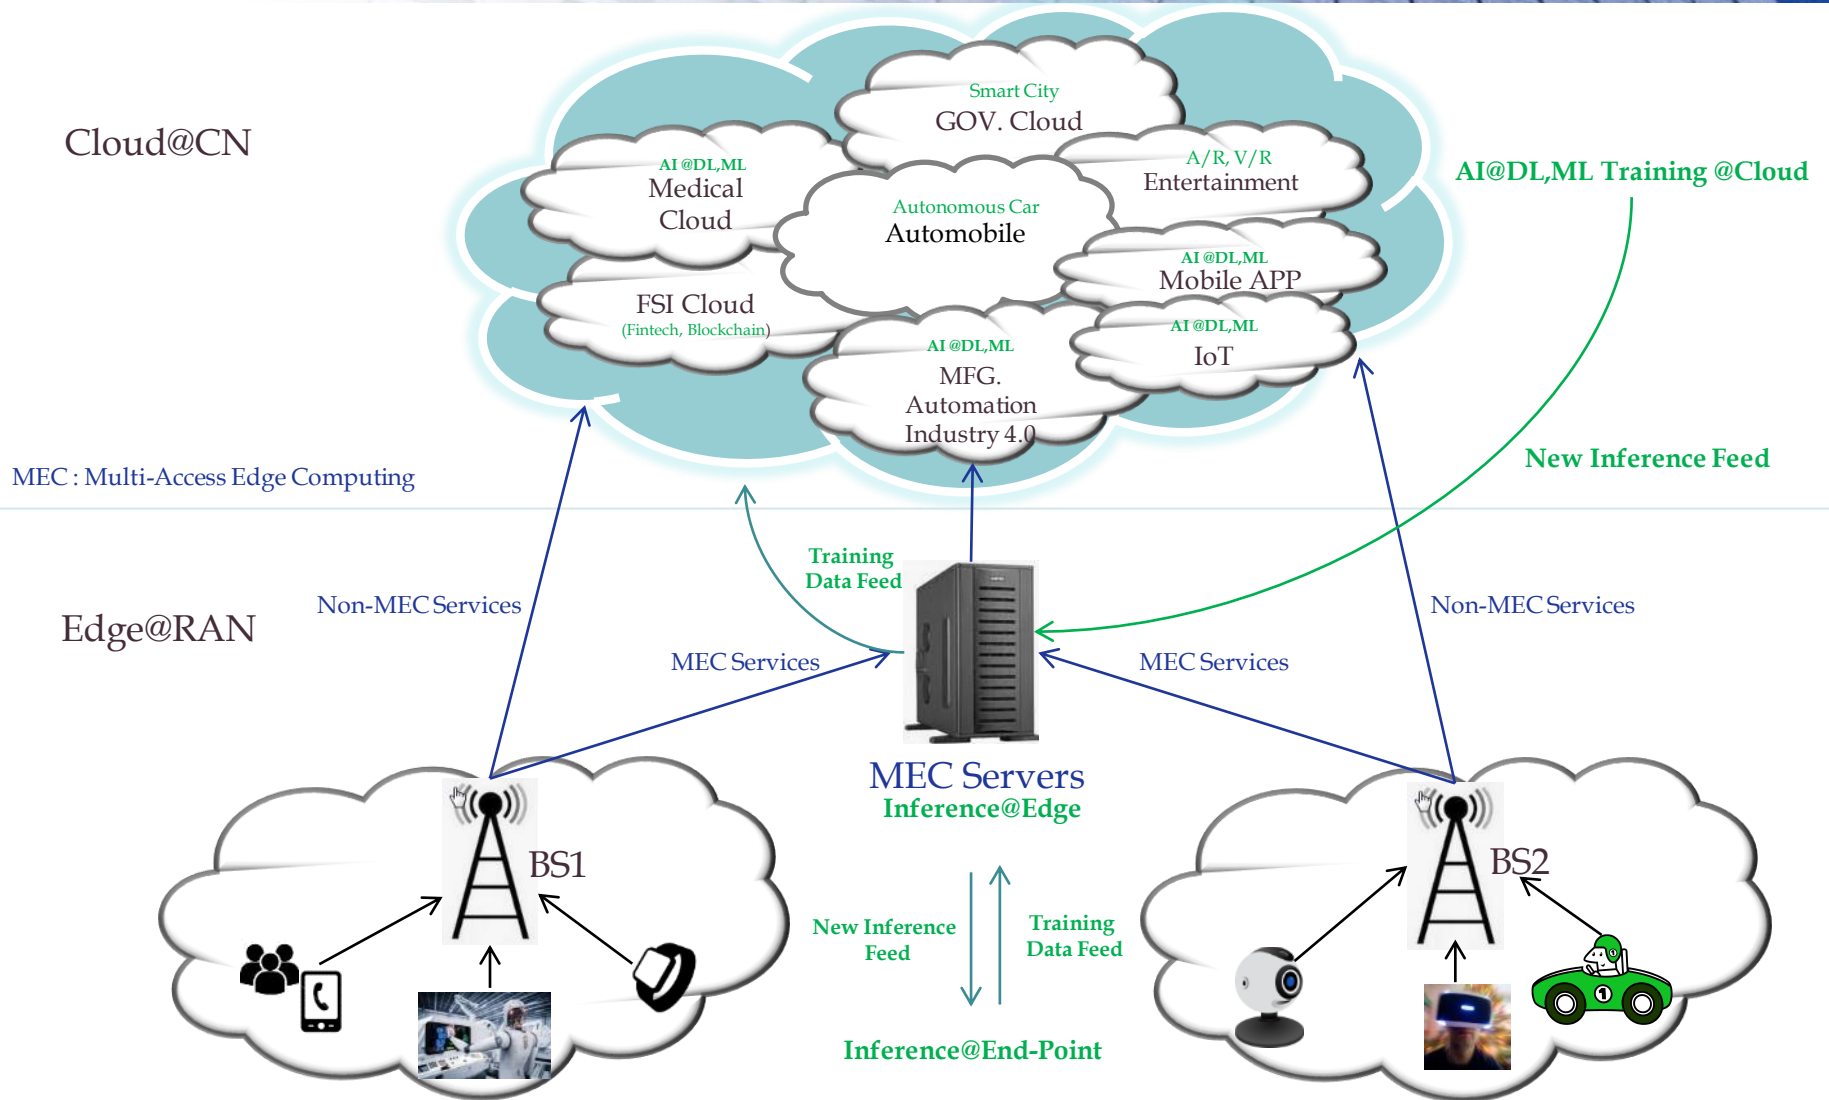 Smart City
GOV. Cloud
Cloud@CN
AI@DL,ML
Medical
Cloud
A/R, V/R
Entertainment
AI@DL,ML Training @Cloud
Autonomous Car
Automobile
AI@DL,ML
Mobile APP
FSI Cloud
(Fintech, Blockchain)
AI@DL,ML
IoT
AI@DL,ML
MFG.
Automation
Industry 4.0
New Inference Feed
MEC : Multi-Access Edge Computing
Training
Data Feed
Edge@RAN
Non-MEC Services
Non-MEC Services
MEC Services
MEC Services
MEC Servers
Inference@Edge
BS1
BS2
New Inference
Feed
Training
Data Feed
1
1
Inference@End-Point